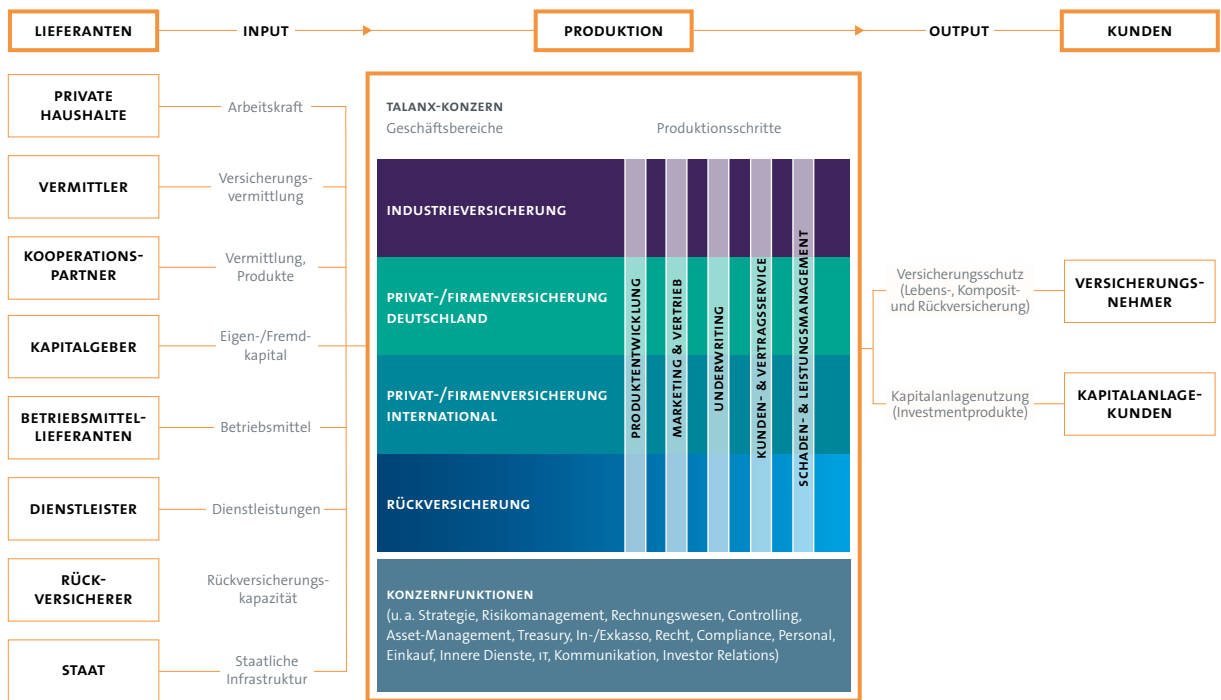 LIEFERANTEN
INPUT
PRODUKTION
OUTPUT
KUNDEN
PRIVATE
HAUSHALTE
Arbeitskraft
VERMITTLER
Versicherungs-
vermittlung
KOOPERATIONS-
PARTNER
Vermittlung,
Produkte
KAPITALGEBER
Eigen-/Fremd-
kapital
BETRIEBSMITTEL-
LIEFERANTEN
Betriebsmittel
DIENSTLEISTER
Dienstleistungen
RÜCK-
VERSICHERER
Rückversicherungs-
kapazität
STAAT
Staatliche
Infrastruktur
TALANX-KONZERN
Geschäftsbereiche
Produktionsschritte
INDUSTRIEVERSICHERUNG
PRIVAT-/FIRMENVERSICHERUNG
DEUTSCHLAND
PRIVAT-/FIRMENVERSICHERUNG
INTERNATIONAL
RÜCKVERSICHERUNG
PRODUKTENTWICKLUNG
MARKETING & VERTRIEB
UNDERWRITING
KUNDEN- & VERTRAGSSERVICE
SCHADEN- & LEISTUNGSMANAGEMENT
KONZERNFUNKTIONEN
(u. a. Strategie, Risikomanagement, Rechnungswesen, Controlling,
Asset-Management, Treasury, In-/Exkasso, Recht, Compliance, Personal,
Einkauf, Innere Dienste, IT, Kommunikation, Investor Relations)
Versicherungsschutz
(Lebens-, Komposit-
und Rückversicherung)
VERSICHERUNGS-
NEHMER
Kapitalanlagenutzung
(Investmentprodukte)
KAPITALANLAGE-
KUNDEN